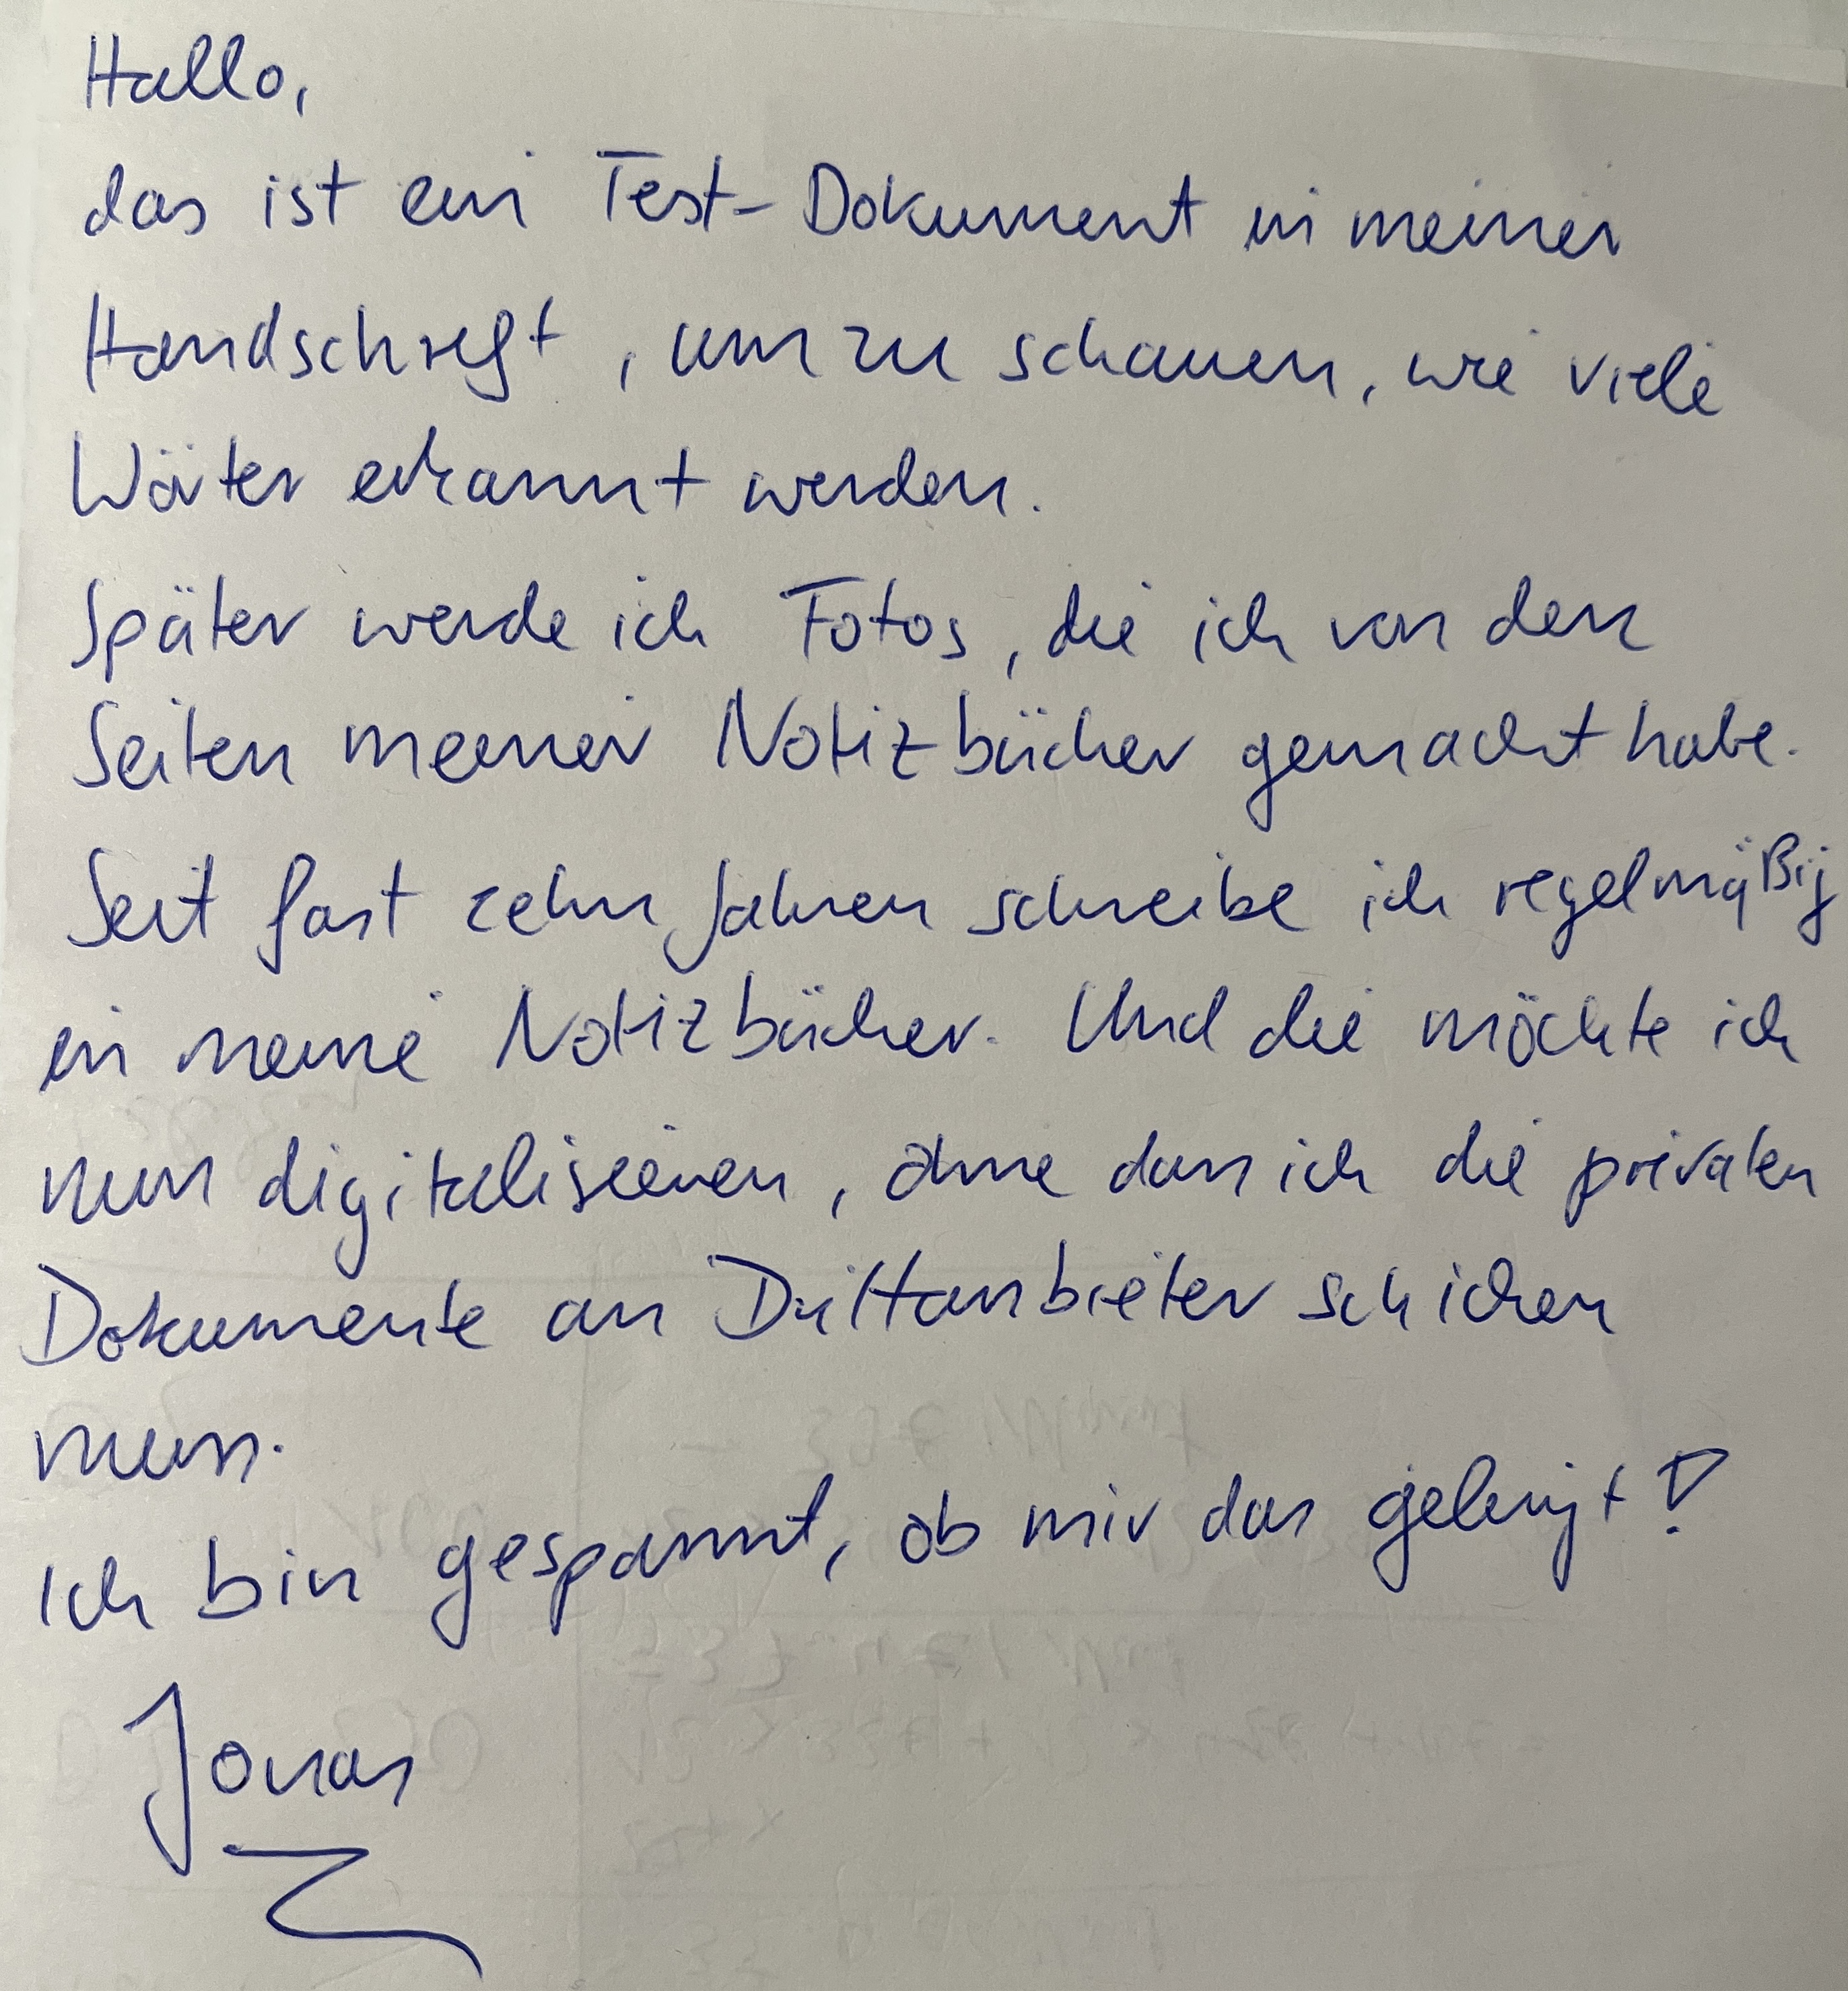 Hallo,
das ist ein Test-Dokument in meiner
Handschrift, um zu schauen, wie viele
Wörter erkannt werden.
Später werde ich Fotos, die ich von den
Seiten meiner Notizbücher gemacht habe.
Seit fast zehn Jahren schreibe ich regelmäßig
in meine Notizbücher. Und die möchte ich
nun digitalisieren, ohne dass ich die privaten
Dokumente an Drittanbieter schicken
muss.
Ich bin gespannt, ob mir das gelingt!
Jonas